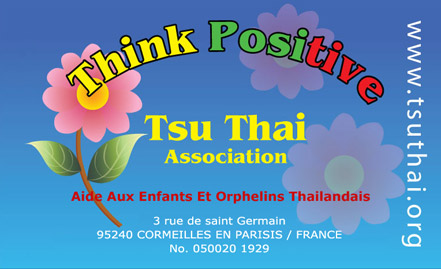 Think Positive
Tsu Thai
Association
Aide Aux Enfants Et Orphelins Thailandais
3 rue de saint Germain
95240 CORMEILLES EN PARISIS / FRANCE
No. 050020 1929
www.tsuthai.org